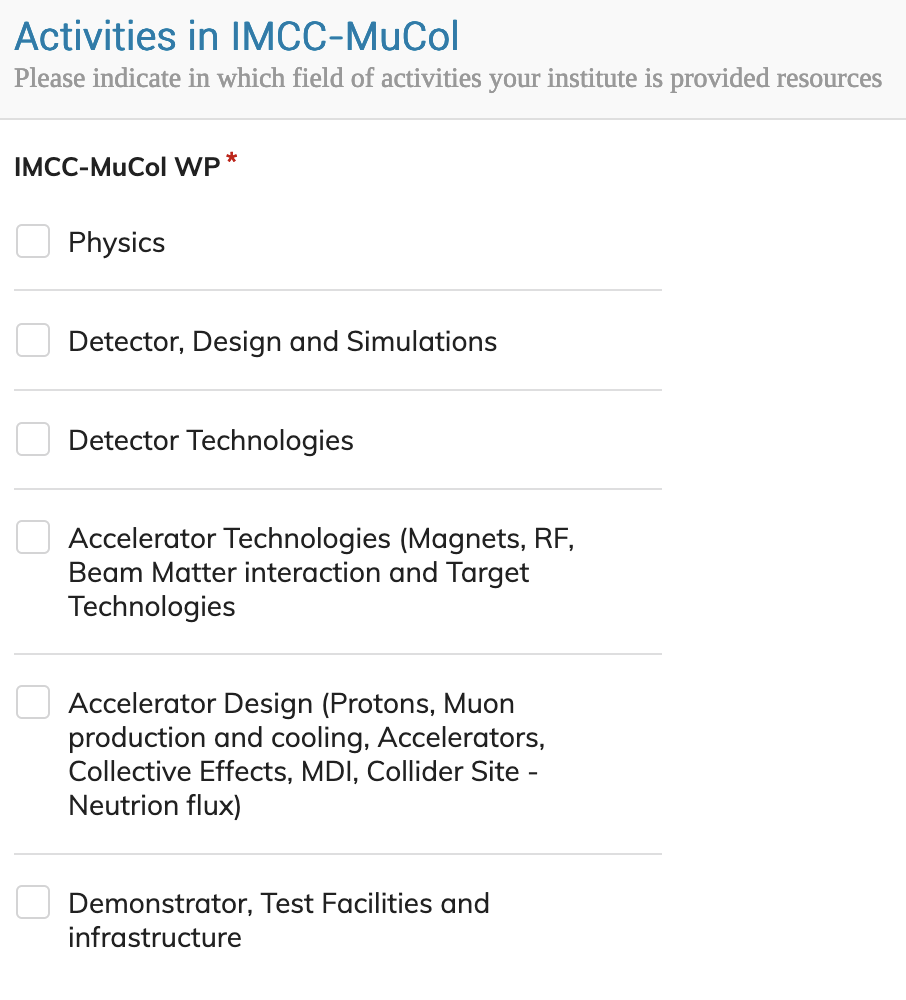 Activities in IMCC-MuCol
Please indicate in which field of activities your institute is provided resources
IMCC-MuCol WP *
Physics
Detector, Design and Simulations
Detector Technologies
Accelerator Technologies (Magnets, RF,
Beam Matter interaction and Target
Technologies
Accelerator Design (Protons, Muon
production and cooling, Accelerators,
Collective Effects, MDI, Collider Site -
Neutrion flux)
Demonstrator, Test Facilities and
infrastructure